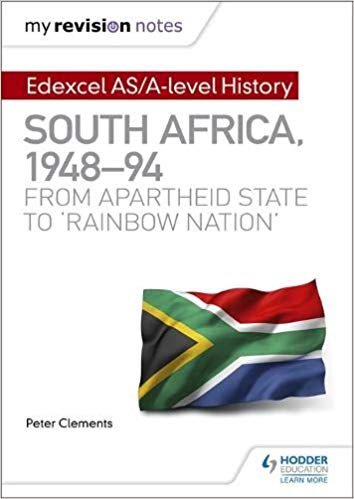 my revision notes
Edexcel AS/A-level History
SOUTH AFRICA,
1948–94
FROM APARTHEID STATE
TO ‘RAINBOW NATION’
Peter Clements
HODDER
EDUCATION
LEARN MORE